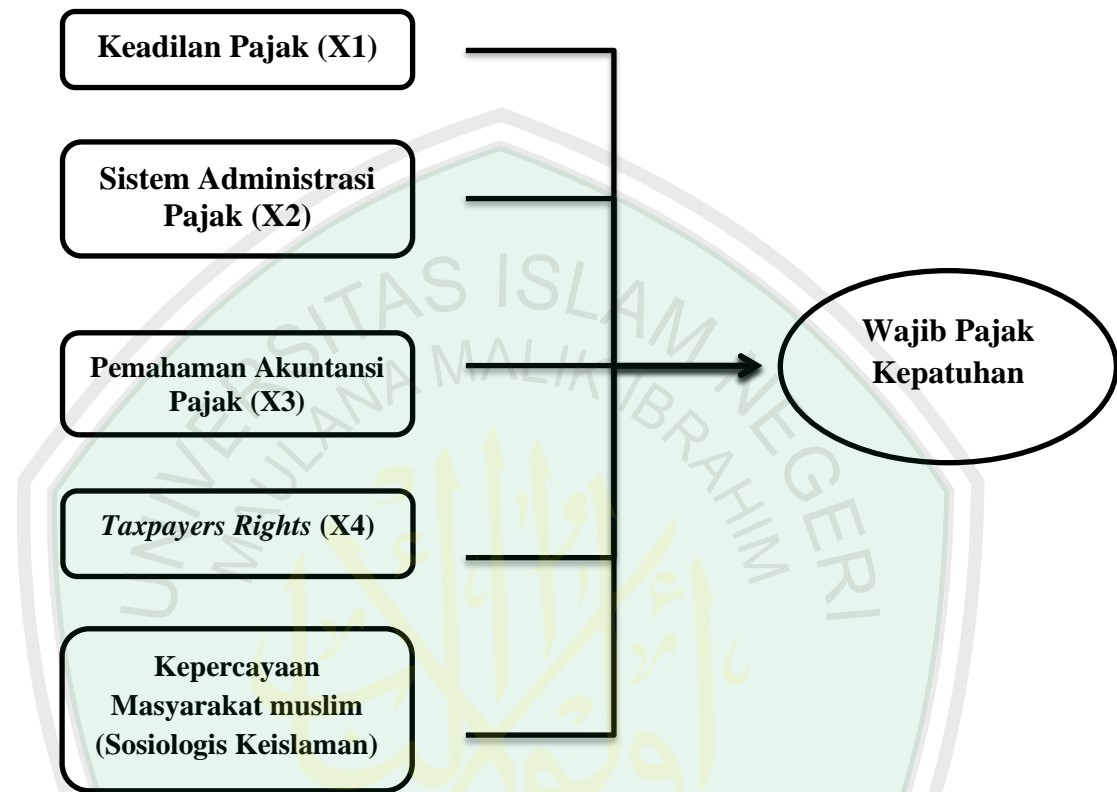 Keadilan Pajak (X1)
Sistem Administrasi
Pajak (X2)
Pemahaman Akuntansi
Pajak (X3)
Taxpayers Rights (X4)
Kepercayaan
Masyarakat muslim
(Sosiologis Keislaman)
Wajib Pajak
Kepatuhan
UNIVERSITAS ISLAM NEGERI
MAULANA MALIK IBRAHIM